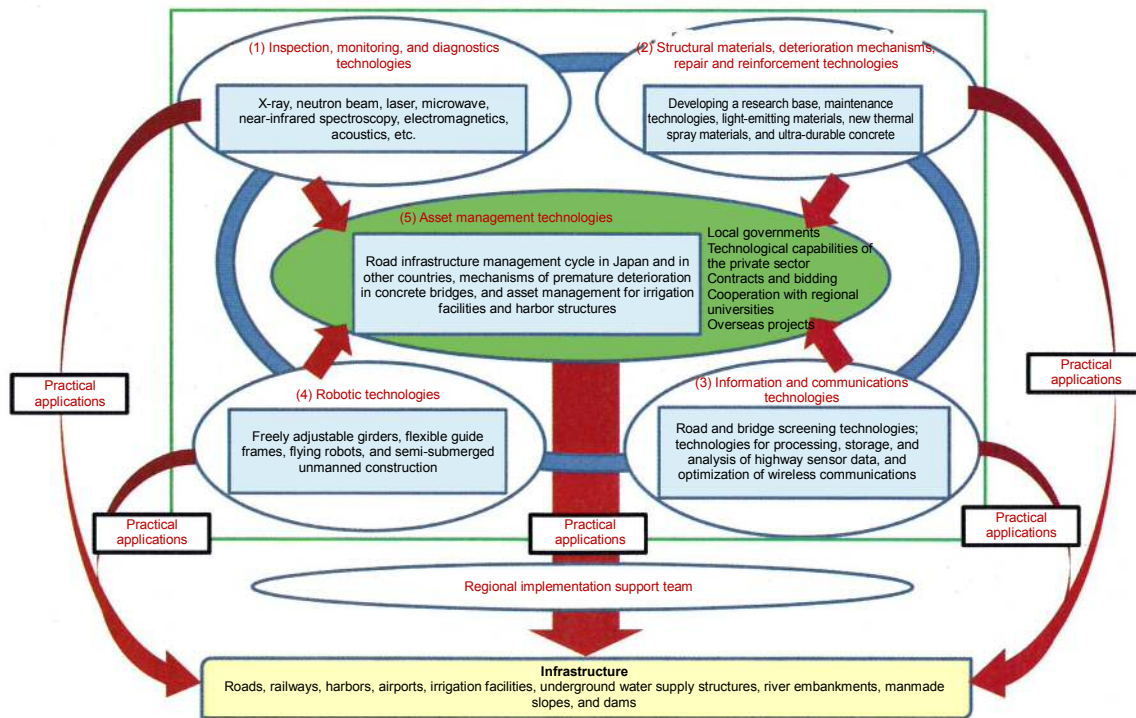 (1) Inspection, monitoring, and diagnostics
technologies
X-ray, neutron beam, laser, microwave,
near-infrared spectroscopy, electromagnetics,
acoustics, etc.
(2) Structural materials, deterioration mechanisms,
repair and reinforcement technologies
Developing a research base, maintenance
technologies, light-emitting materials, new thermal
spray materials, and ultra-durable concrete
(5) Asset management technologies
Road infrastructure management cycle in Japan and in
other countries, mechanisms of premature deterioration
in concrete bridges, and asset management for irrigation
facilities and harbor structures
Local governments
Technological capabilities of
the private sector
Contracts and bidding
Cooperation with regional
universities
Overseas projects
Practical
applications
Practical
applications
(4) Robotic technologies
Freely adjustable girders, flexible guide
frames, flying robots, and semi-submerged
unmanned construction
(3) Information and communications
technologies
Road and bridge screening technologies;
technologies for processing, storage, and
analysis of highway sensor data, and
optimization of wireless communications
Practical
applications
Practical
applications
Practical
applications
Regional implementation support team
Infrastructure
Roads, railways, harbors, airports, irrigation facilities, underground water supply structures, river embankments, manmade
slopes, and dams